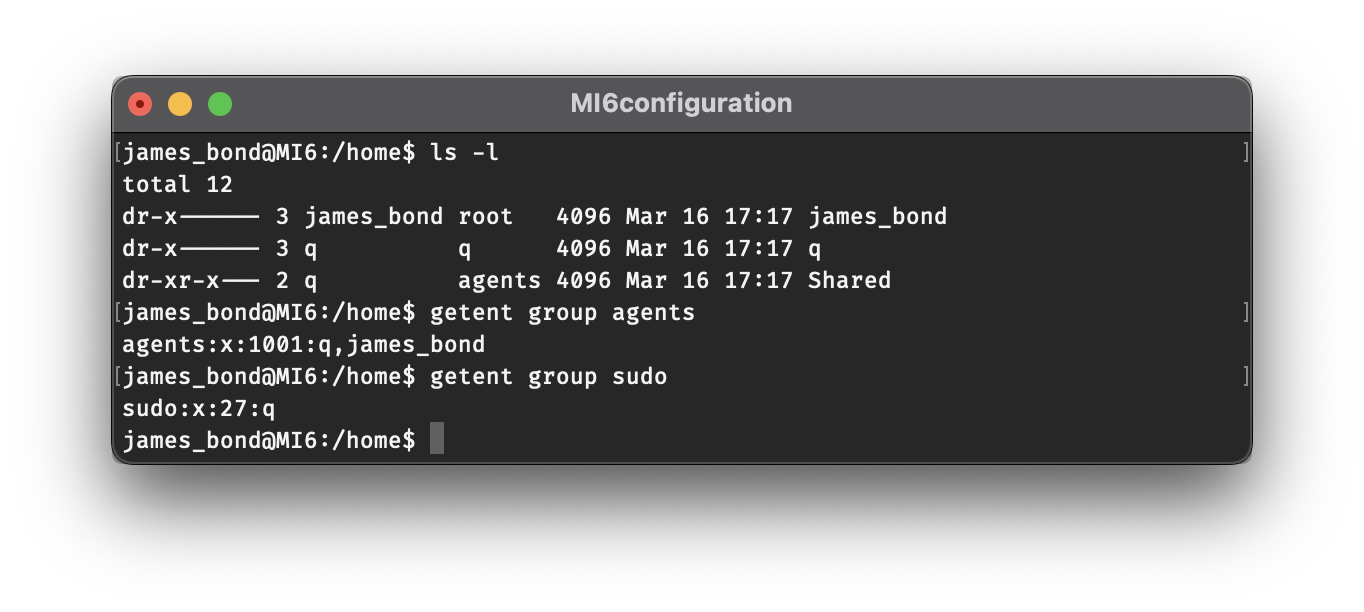 MI6configuration
[james_bond@MI6:/home$ ls -l ]
total 12
dr-x------ 3 james_bond root   4096 Mar 16 17:17 james_bond
dr-x------ 3 q          q      4096 Mar 16 17:17 q
dr-xr-x--- 2 q          agents 4096 Mar 16 17:17 Shared
[james_bond@MI6:/home$ getent group agents ]
agents:x:1001:q,james_bond
[james_bond@MI6:/home$ getent group sudo ]
sudo:x:27:q
james_bond@MI6:/home$